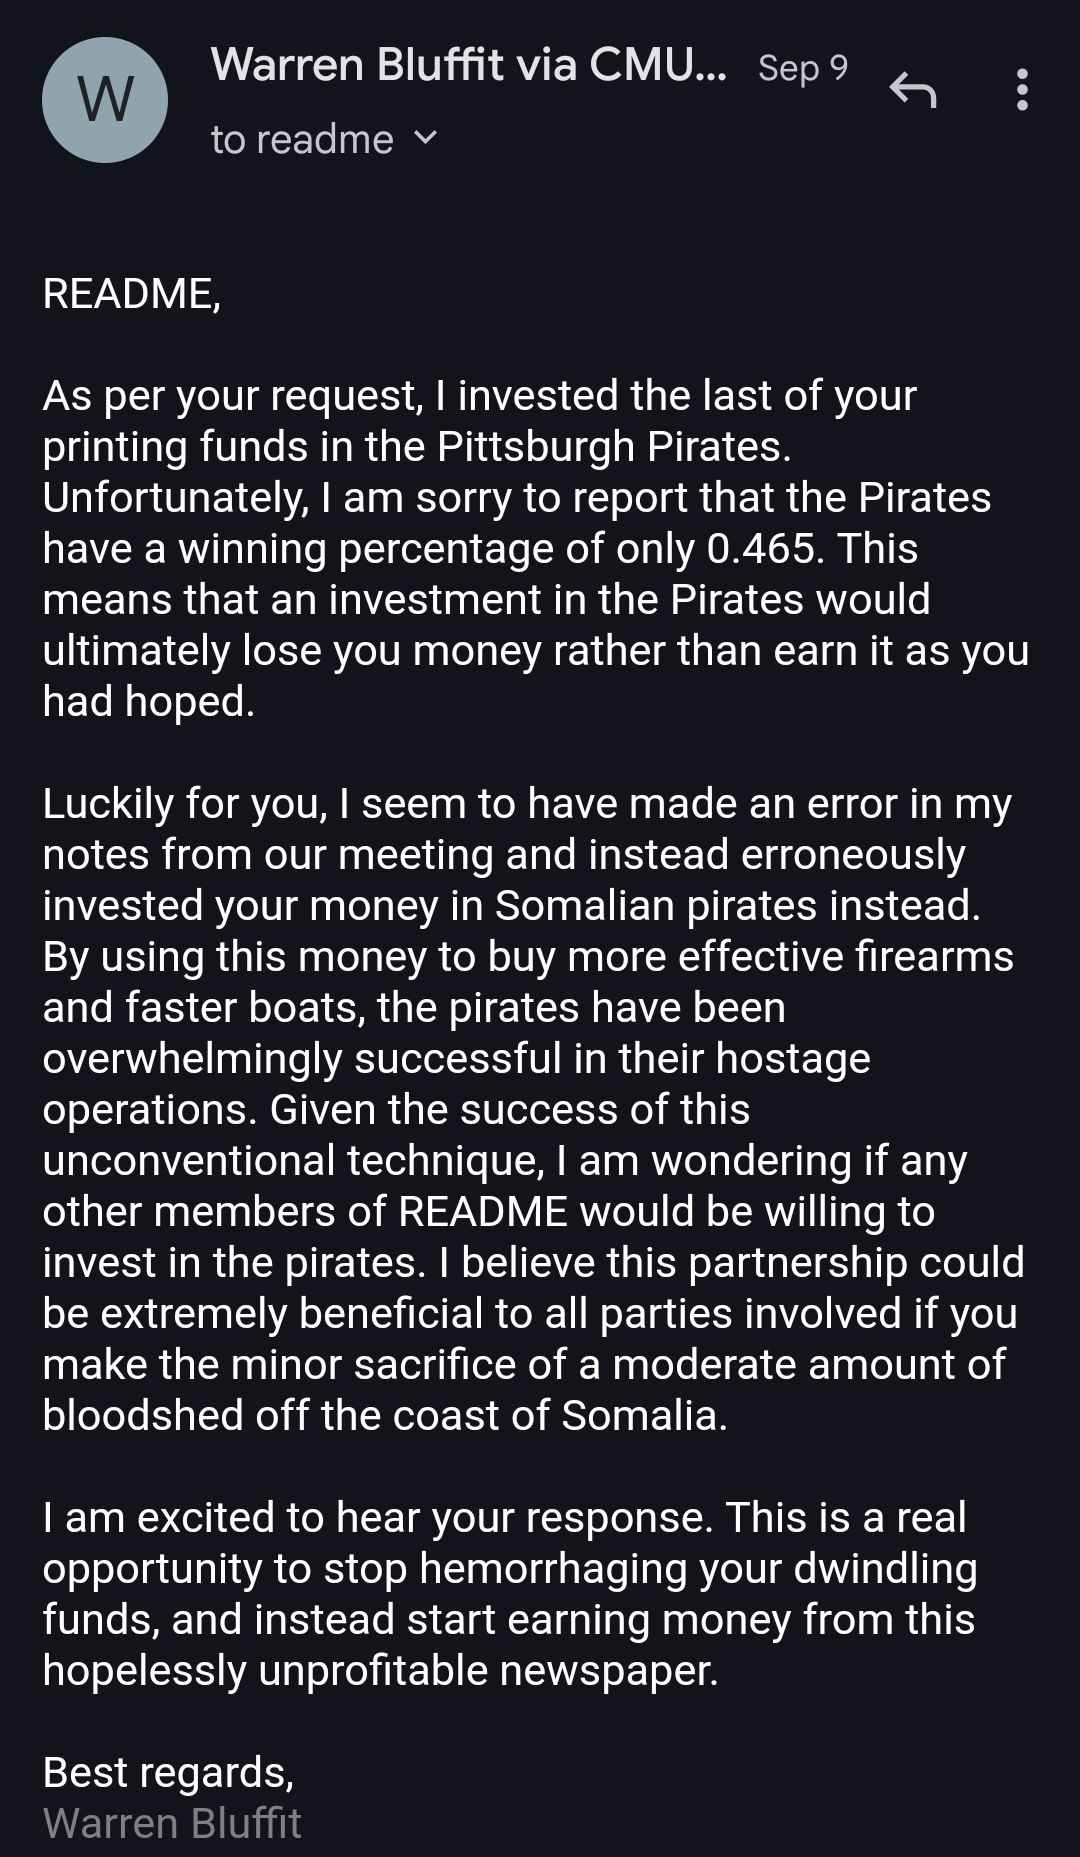 W
Warren Bluffit via CMU... Sep 9
to readme
README,
As per your request, I invested the last of your
printing funds in the Pittsburgh Pirates.
Unfortunately, I am sorry to report that the Pirates
have a winning percentage of only 0.465. This
means that an investment in the Pirates would
ultimately lose you money rather than earn it as you
had hoped.
Luckily for you, I seem to have made an error in my
notes from our meeting and instead erroneously
invested your money in Somalian pirates instead.
By using this money to buy more effective firearms
and faster boats, the pirates have been
overwhelmingly successful in their hostage
operations. Given the success of this
unconventional technique, I am wondering if any
other members of README would be willing to
invest in the pirates. I believe this partnership could
be extremely beneficial to all parties involved if you
make the minor sacrifice of a moderate amount of
bloodshed off the coast of Somalia.
I am excited to hear your response. This is a real
opportunity to stop hemorrhaging your dwindling
funds, and instead start earning money from this
hopelessly unprofitable newspaper.
Best regards,
Warren Bluffit